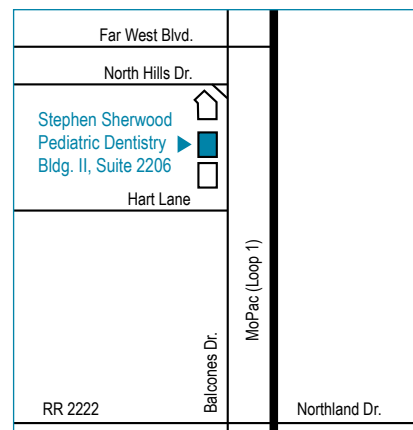 Far West Blvd.
North Hills Dr.
Stephen Sherwood
Pediatric Dentistry
Bldg. II, Suite 2206
Hart Lane
MoPac (Loop 1)
Balcones Dr.
RR 2222
Northland Dr.